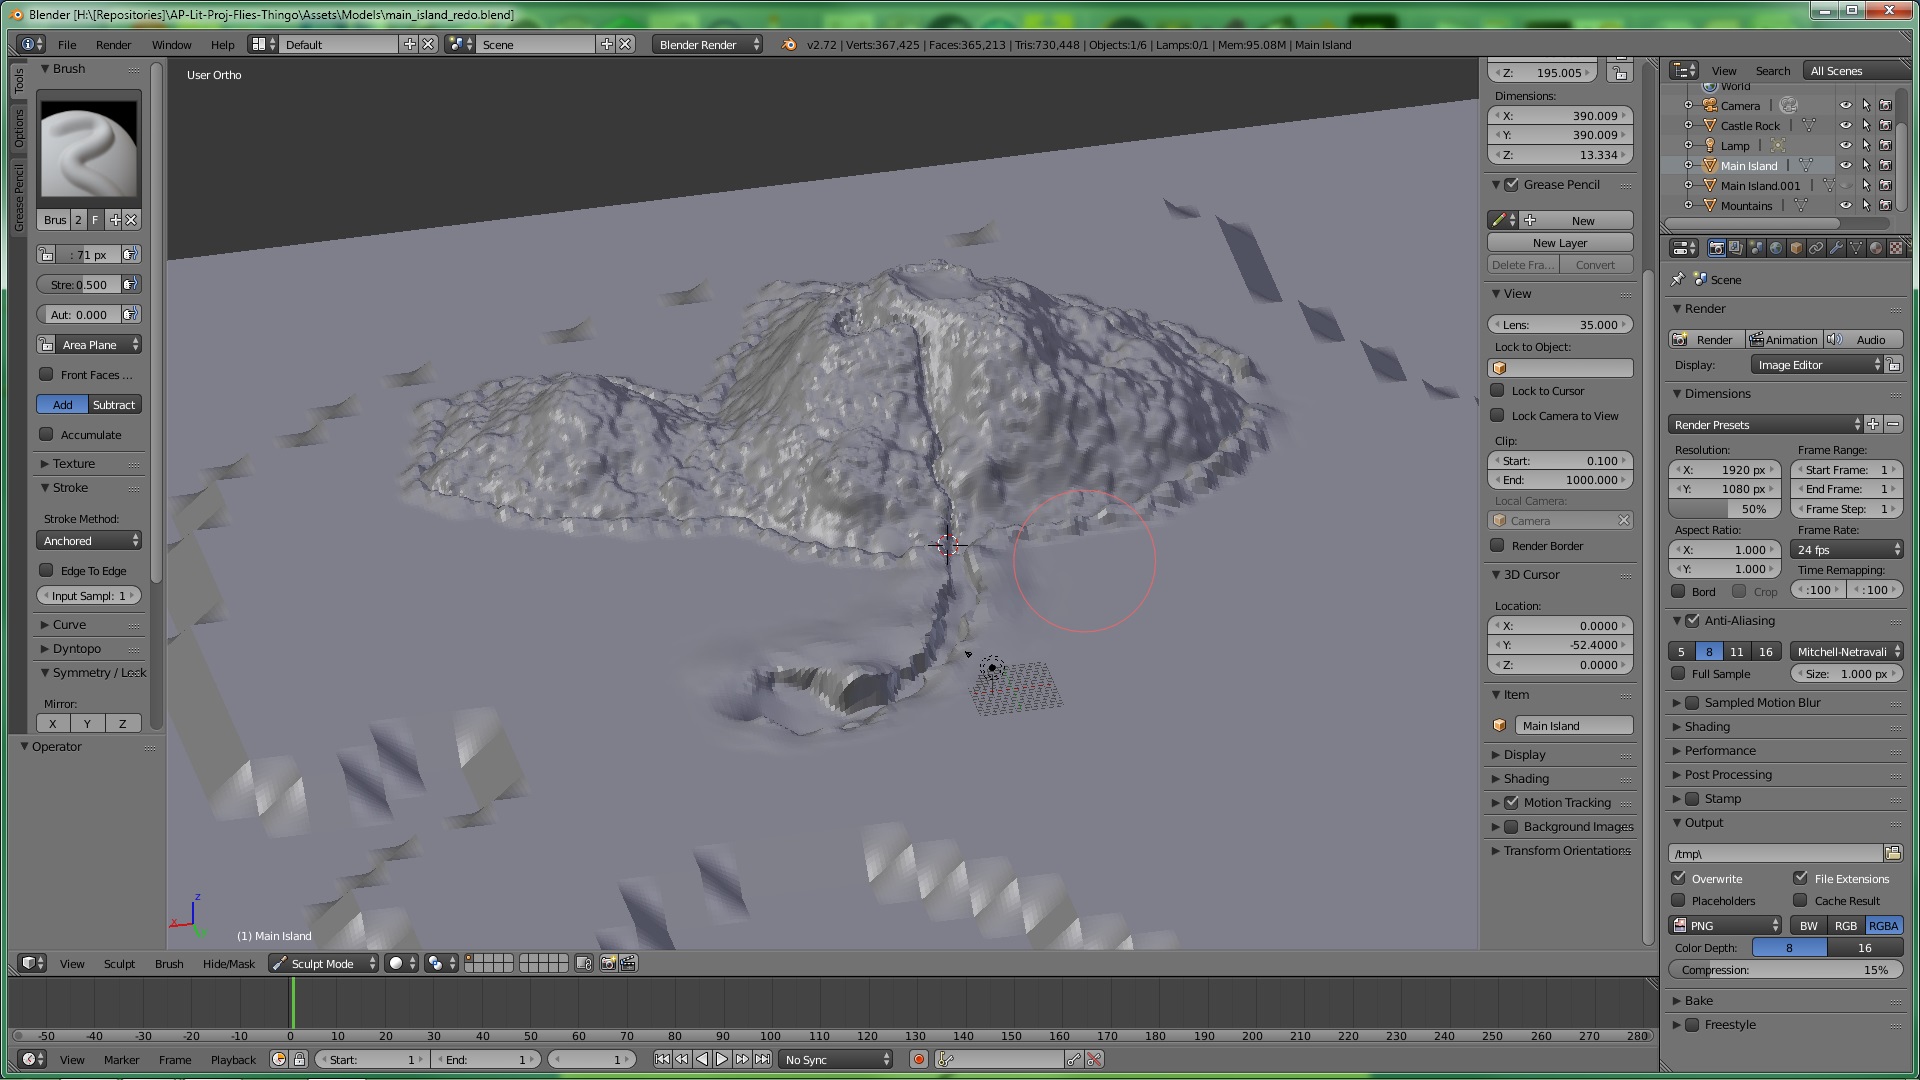 Blender [H:\[Repositories]\AP-Lit-Proj-Flies-Thingo\Assets\Models\main_island_redo.blend]
File Render Window Help Default Scene Blender Render v2.72 | Verts:367,425 | Faces:365,213 | Tris:730,448 | Objects:1/6 | Lamps:0/1 | Mem:95.08M | Main Island
Tools
Options
Grease Pencil
Brush
Brus 2 F
: 71 px
Stre: 0.500
Aut: 0.000
Area Plane
Front Faces ...
Add Subtract
Accumulate
Texture
Stroke
Stroke Method:
Anchored
Edge To Edge
Input Sampl: 1
Curve
Dyntopo
Symmetry / Lock
Mirror:
X Y Z
Operator
User Ortho
z
x
(1) Main Island
Z: 195.005
Dimensions:
X: 390.009
Y: 390.009
Z: 13.334
Grease Pencil
New
New Layer
Delete Fra... Convert
View
Lens: 35.000
Lock to Object:
Lock to Cursor
Lock Camera to View
Clip:
Start: 0.100
End: 1000.000
Local Camera:
Camera
Render Border
3D Cursor
Location:
X: 0.0000
Y: -52.4000
Z: 0.0000
Item
Main Island
Display
Shading
Motion Tracking
Background Images
Transform Orientations
View Search All Scenes
World
Camera
Castle Rock
Lamp
Main Island
Main Island.001
Mountains
Scene
Render
Render Animation Audio
Display: Image Editor
Dimensions
Render Presets
Resolution: Frame Range:
X: 1920 px Start Frame: 1
Y: 1080 px End Frame: 1
50% Frame Step: 1
Aspect Ratio: Frame Rate:
X: 1.000 24 fps
Y: 1.000 Time Remapping:
Bord Crop :100 :100
Anti-Aliasing
5 8 11 16 Mitchell-Netravali
Full Sample Size: 1.000 px
Sampled Motion Blur
Shading
Performance
Post Processing
Stamp
Output
/tmp\
Overwrite File Extensions
Placeholders Cache Result
PNG BW RGB RGBA
Color Depth: 8 16
Compression: 15%
Bake
Freestyle
View Sculpt Brush Hide/Mask Sculpt Mode
-50 -40 -30 -20 -10 0 10 20 30 40 50 60 70 80 90 100 110 120 130 140 150 160 170 180 190 200 210 220 230 240 250 260 270 280
View Marker Frame Playback Start: 1 End: 1 1 No Sync